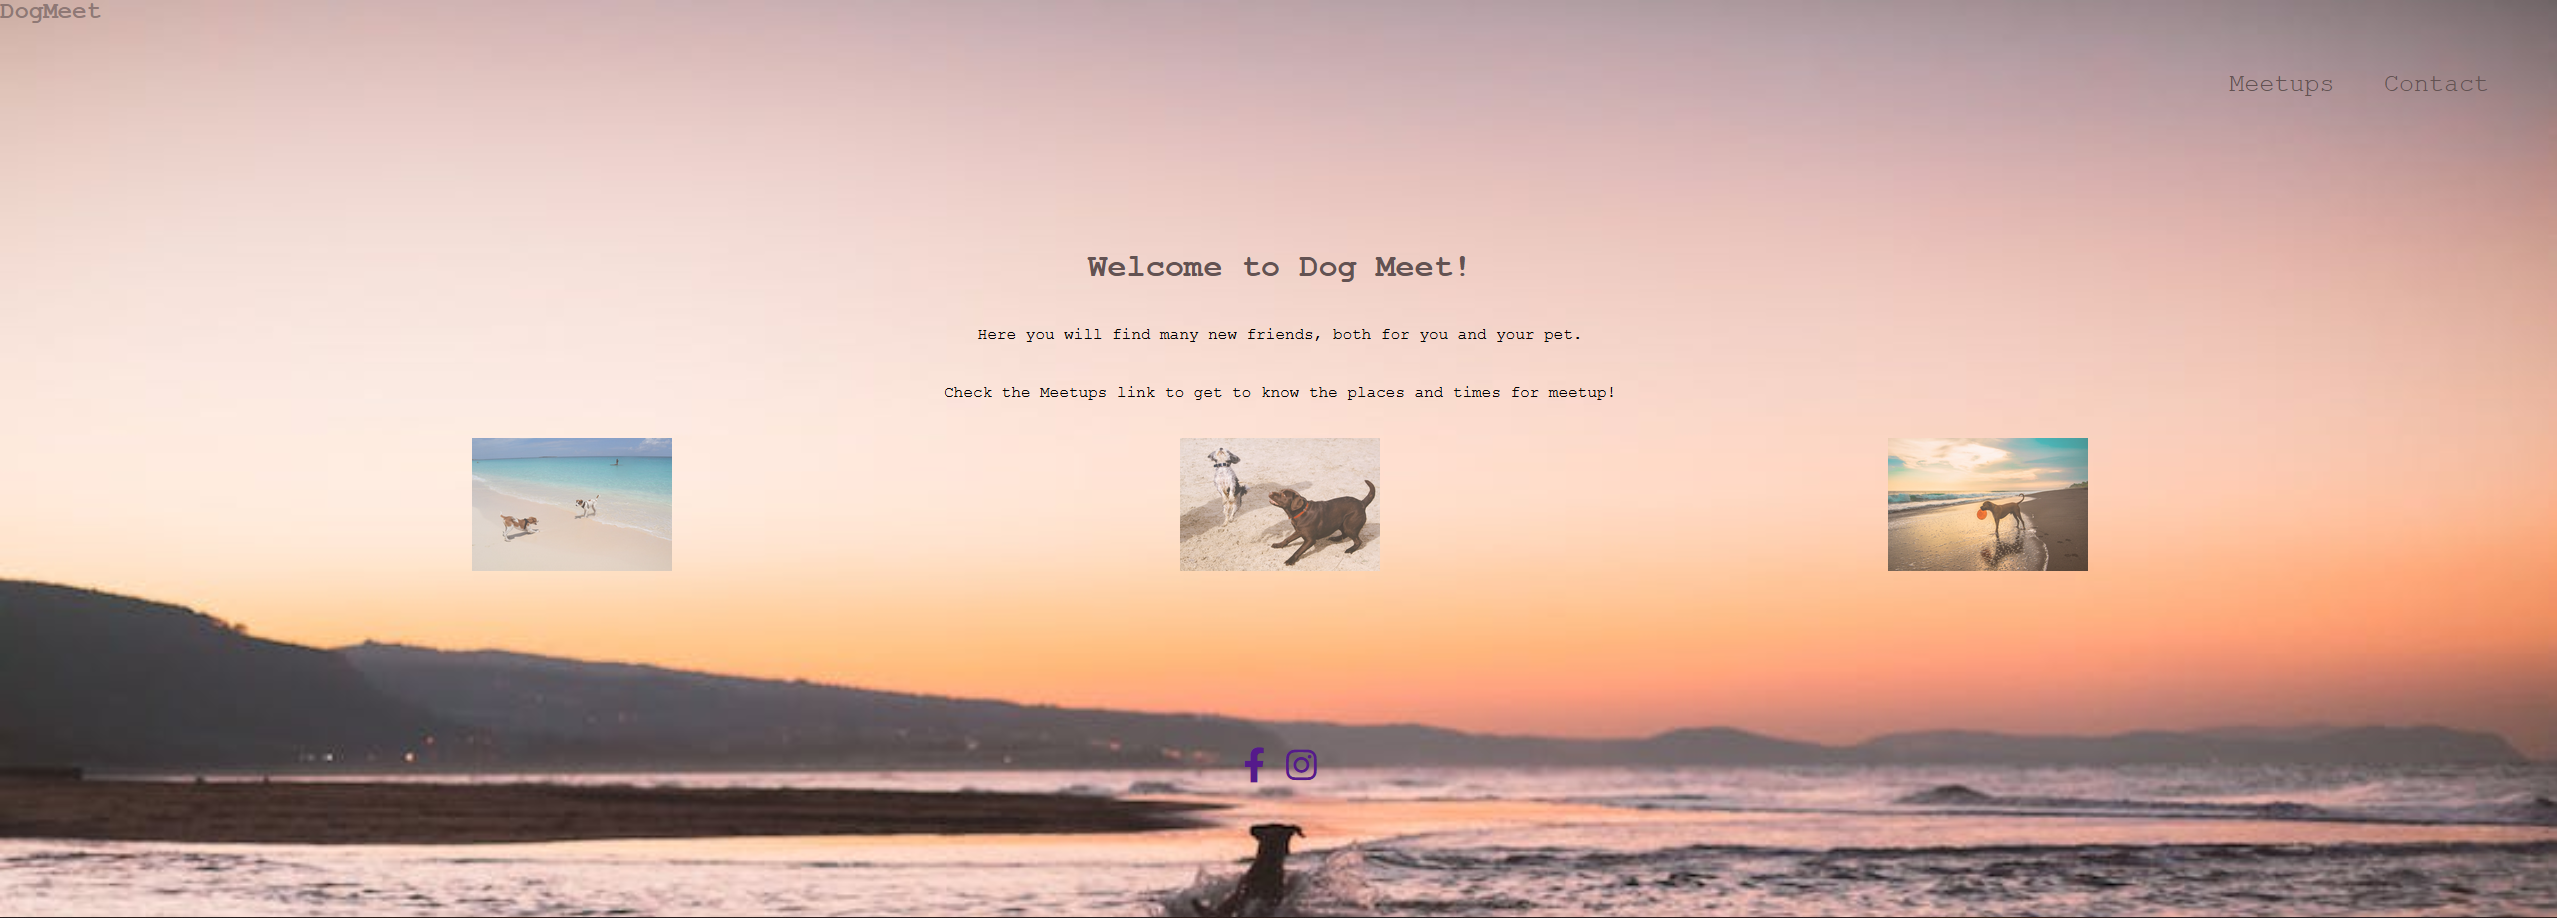 DogMeet
Meetups Contact
Welcome to Dog Meet!
Here you will find many new friends, both for you and your pet.
Check the Meetups link to get to know the places and times for meetup!